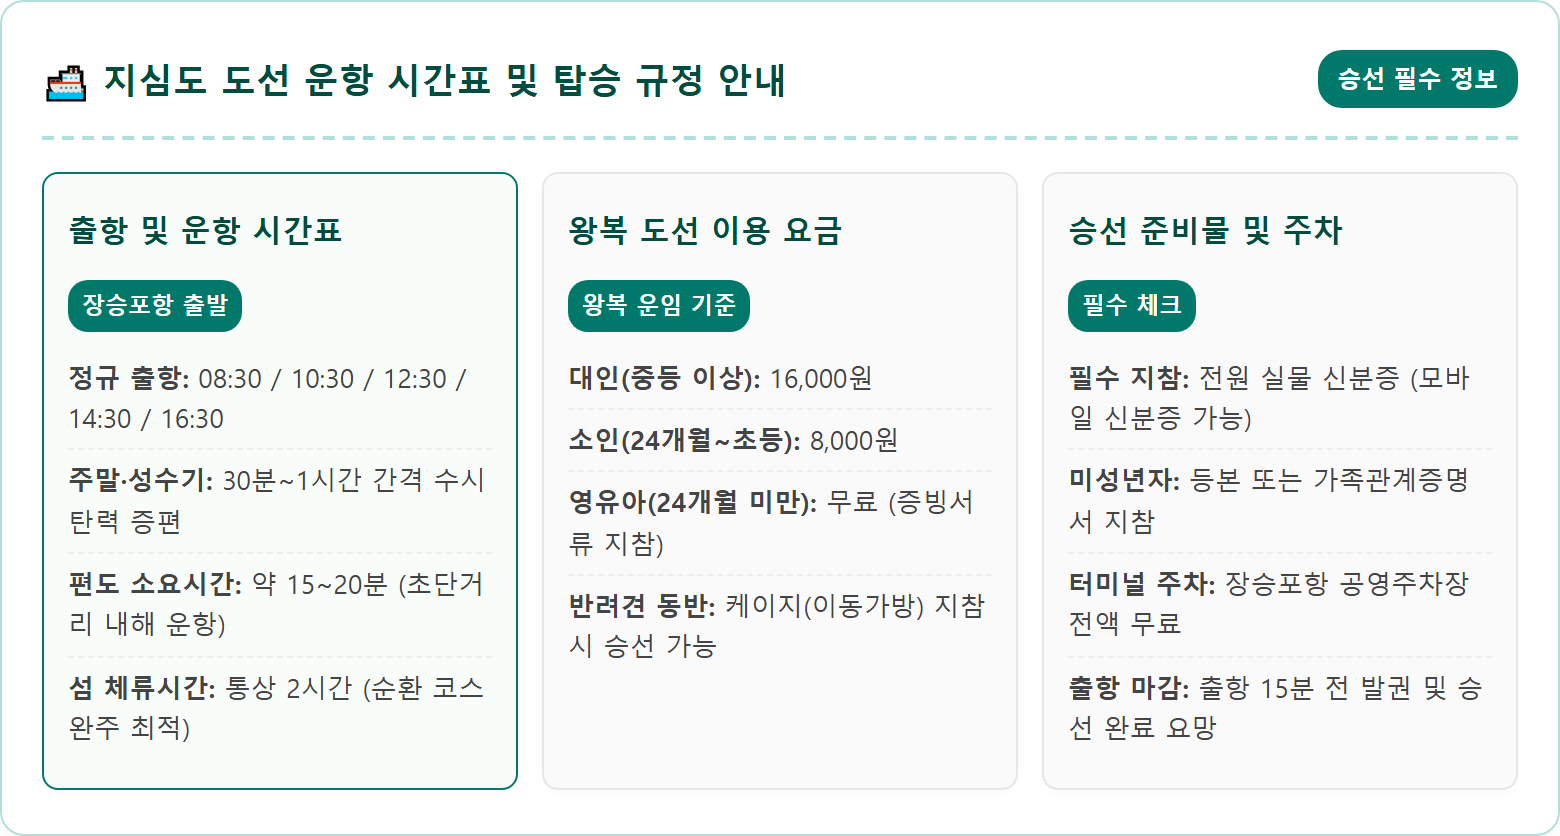 지심도 도선 운항 시간표 및 탑승 규정 안내
승선 필수 정보
출항 및 운항 시간표
장승포항 출발
정규 출항: 08:30 / 10:30 / 12:30 /
14:30 / 16:30
주말·성수기: 30분~1시간 간격 수시
탄력 증편
편도 소요시간: 약 15~20분 (초단거
리 내해 운항)
섬 체류시간: 통상 2시간 (순환 코스
완주 최적)
왕복 도선 이용 요금
왕복 운임 기준
대인(중등 이상): 16,000원
소인(24개월~초등): 8,000원
영유아(24개월 미만): 무료 (증빙서
류 지참)
반려견 동반: 케이지(이동가방) 지참
시 승선 가능
승선 준비물 및 주차
필수 체크
필수 지참: 전원 실물 신분증 (모바
일 신분증 가능)
미성년자: 등본 또는 가족관계증명
서 지참
터미널 주차: 장승포항 공영주차장
전액 무료
출항 마감: 출항 15분 전 발권 및 승
선 완료 요망